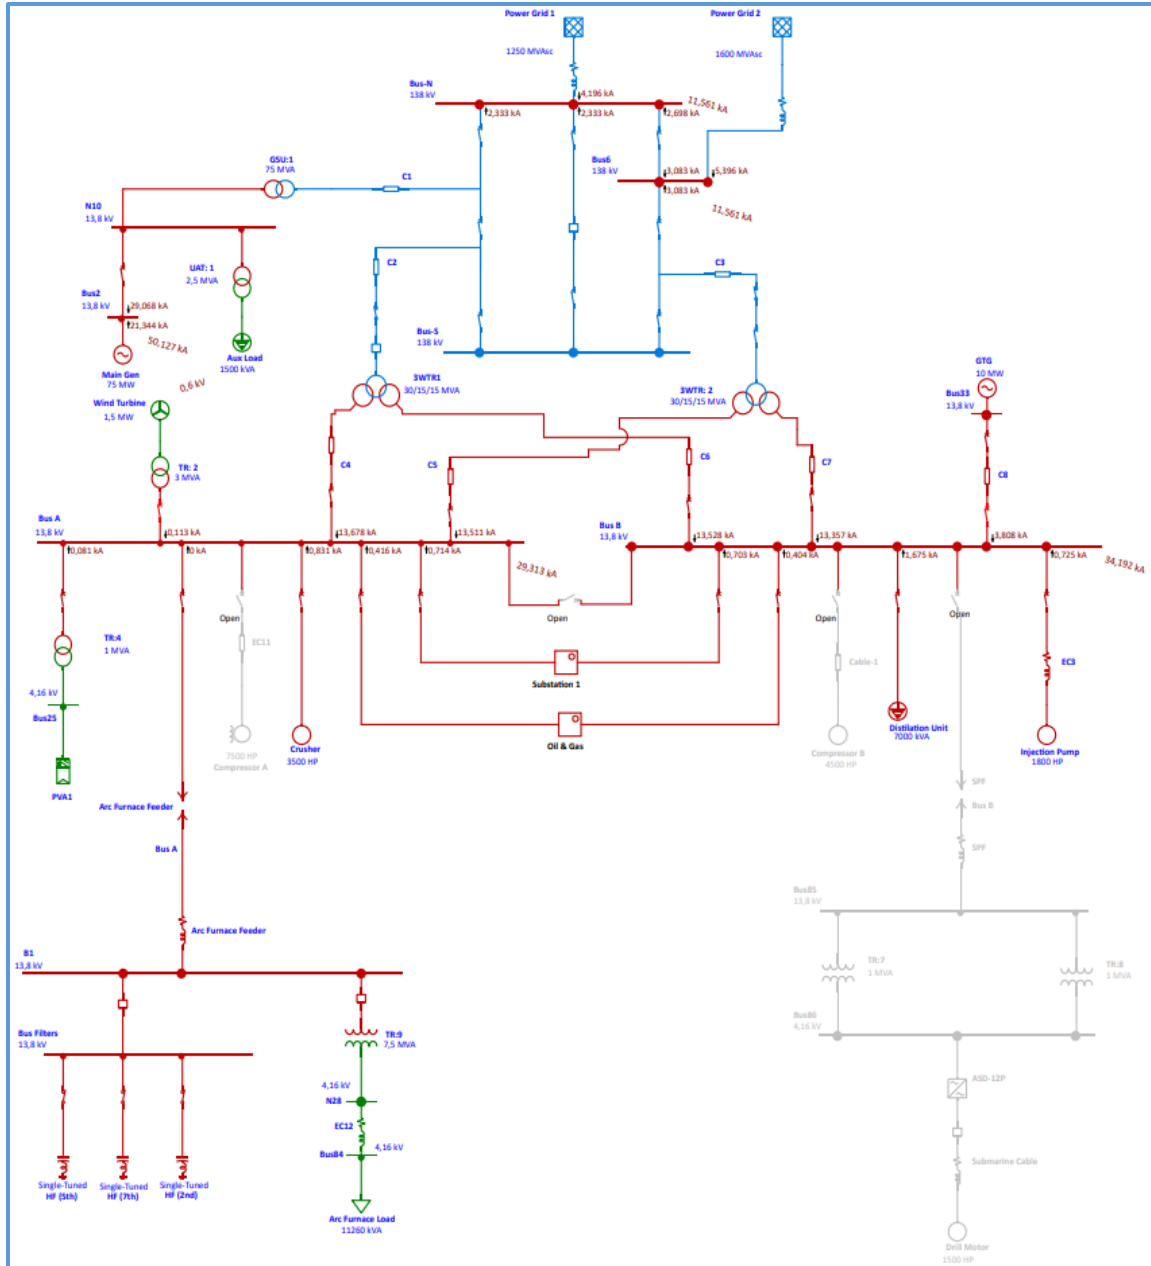 Power Grid 1
Power Grid 2
1250 MVAsc
1600 MVAsc
Bus-N
138 kV
4,196 kA
11,561 kA
2,333 kA
2,333 kA
2,698 kA
GSU:1
75 MVA
C1
Bus6
138 kV
3,083 kA
5,396 kA
3,083 kA
11,561 kA
N10
13,8 kV
UAT: 1
2,5 MVA
C2
C3
Bus2
13,8 kV
29,068 kA
21,344 kA
50,127 kA
Bus-S
138 kV
Aux Load
1500 kVA
Main Gen
75 MW
0,6 kV
Wind Turbine
1,5 MW
3WTR1
30/15/15 MVA
3WTR: 2
30/15/15 MVA
GTG
10 MW
Bus33
13,8 kV
TR: 2
3 MVA
C4
C5
C6
C7
C8
Bus A
13,8 kV
0,113 kA
13,678 kA
13,511 kA
0,081 kA
0 kA
0,831 kA
0,416 kA
0,714 kA
29,313 kA
Bus B
13,8 kV
13,528 kA
13,357 kA
3,808 kA
0,703 kA
0,404 kA
1,675 kA
0,725 kA
34,192 kA
Open
Open
Open
Open
TR:4
1 MVA
EC11
Cable-1
EC3
4,16 kV
Bus25
PVA1
7500 HP
Compressor A
Crusher
3500 HP
Substation 1
Oil & Gas
Compressor B
4500 HP
Distilation Unit
7000 kVA
Injection Pump
1800 HP
Arc Furnace Feeder
Bus A
SPF
Bus B
SPF
Arc Furnace Feeder
Bus85
13,8 kV
B1
13,8 kV
TR:7
1 MVA
TR:8
1 MVA
Bus86
4,16 kV
Bus Filters
13,8 kV
TR:9
7,5 MVA
4,16 kV
N28
EC12
Bus84
4,16 kV
ASD-12P
Submarine Cable
Single-Tuned
HF (5th)
Single-Tuned
HF (7th)
Single-Tuned
HF (2nd)
Arc Furnace Load
11260 kVA
Drill Motor
1500 HP